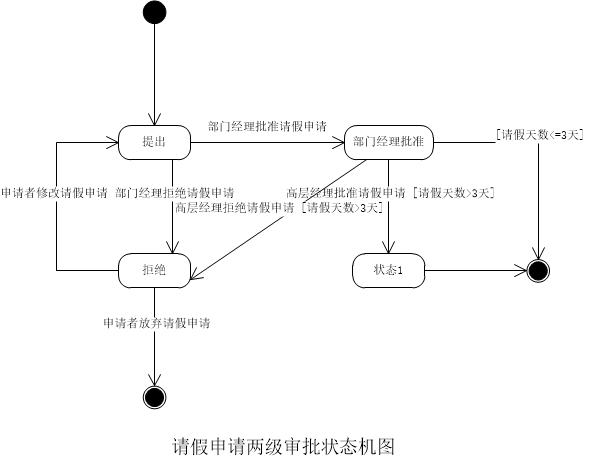 部门经理批准请假申请
[请假天数<=3天]
提出
部门经理批准
申请者修改请假申请
部门经理拒绝请假申请
高层经理批准请假申请 [请假天数>3天]
高层经理拒绝请假申请 [请假天数>3天]
拒绝
状态1
申请者放弃请假申请
请假申请两级审批状态机图